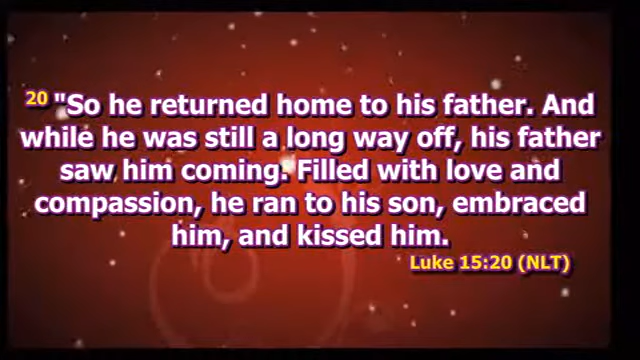 20 "So he returned home to his father. And
while he was still a long way off, his father
saw him coming. Filled with love and
compassion, he ran to his son, embraced
him, and kissed him.
Luke 15:20 (NLT)